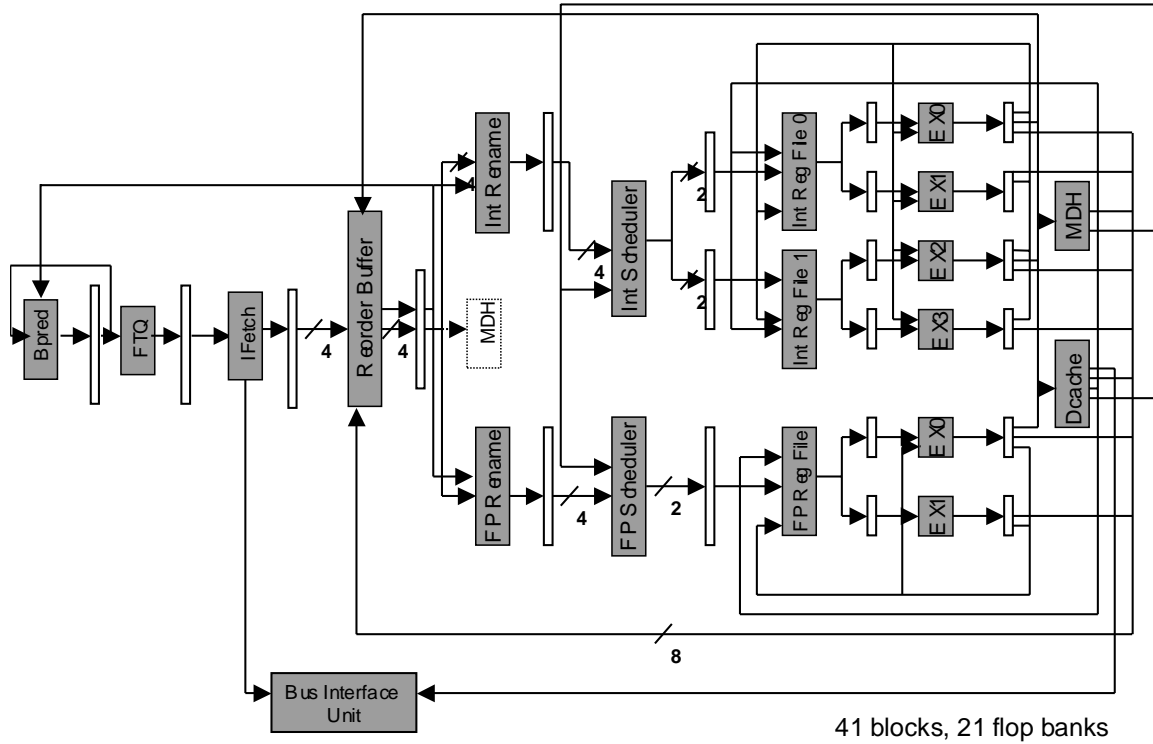 Bpred
FTQ
IFetch
4
Reorder Buffer
4
MDH
4
Int Rename
FP Rename
4
4
Int Scheduler
FP Scheduler
2
2
2
Int Reg File 0
Int Reg File 1
FP Reg File
EX0
EX1
EX2
EX3
EX0
EX1
MDH
Dcache
8
Bus Interface
Unit
41 blocks, 21 flop banks